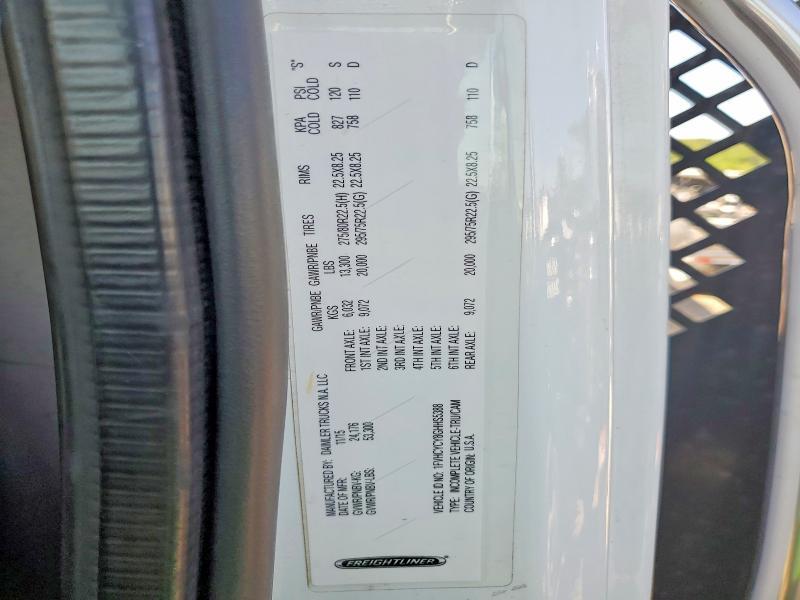 FREIGHTLINER
MANUFACTURED BY: DAIMLER TRUCKS N.A. LLC
DATE OF MFR: 11/15
GVWR/PNBV-KG: 24,176
GVWR/PNBV-LBS: 53,300
VEHICLE ID NO: 1FVHCYCY8GHHS5388
TYPE: INCOMPLETE VEHICLE-TRU/CAM
COUNTRY OF ORIGIN: U.S.A.
GAWR/PNBE GAWR/PNBE TIRES RIMS KPA PSI *S*
KGS LBS COLD COLD
FRONT AXLE: 6,032 13,300 275/80R22.5(H) 22.5X8.25 827 120 S
1ST INT AXLE: 9,072 20,000 295/75R22.5(G) 22.5X8.25 758 110 D
2ND INT AXLE:
3RD INT AXLE:
4TH INT AXLE:
5TH INT AXLE:
6TH INT AXLE:
REAR AXLE: 9,072 20,000 295/75R22.5(G) 22.5X8.25 758 110 D